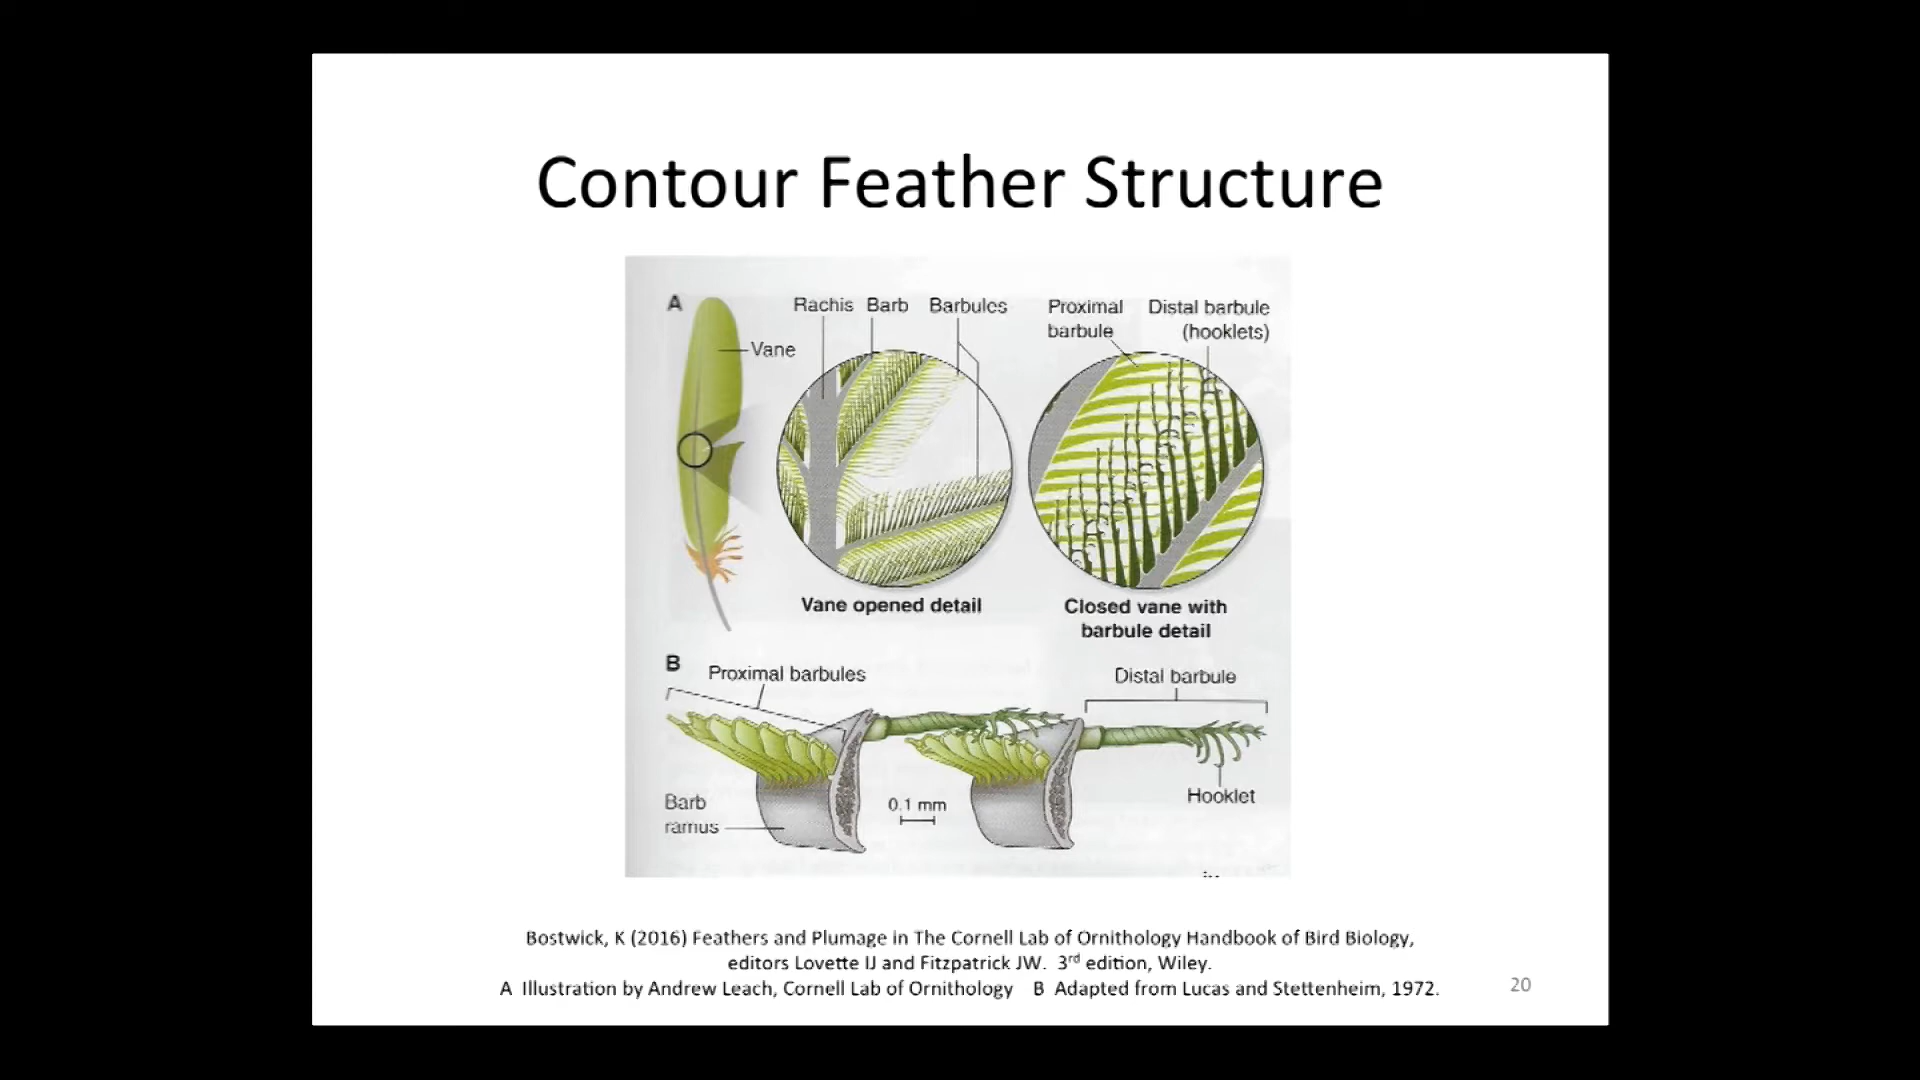 Contour Feather Structure
A
Rachis Barb Barbules
Proximal
barbule
Distal barbule
(hooklets)
Vane
Vane opened detail
Closed vane with
barbule detail
B
Proximal barbules
Distal barbule
Barb
ramus
0.1 mm
Hooklet
Bostwick, K (2016) Feathers and Plumage in The Cornell Lab of Ornithology Handbook of Bird Biology,
editors Lovette IJ and Fitzpatrick JW. 3rd edition, Wiley.
A Illustration by Andrew Leach, Cornell Lab of Ornithology B Adapted from Lucas and Stettenheim, 1972.
20